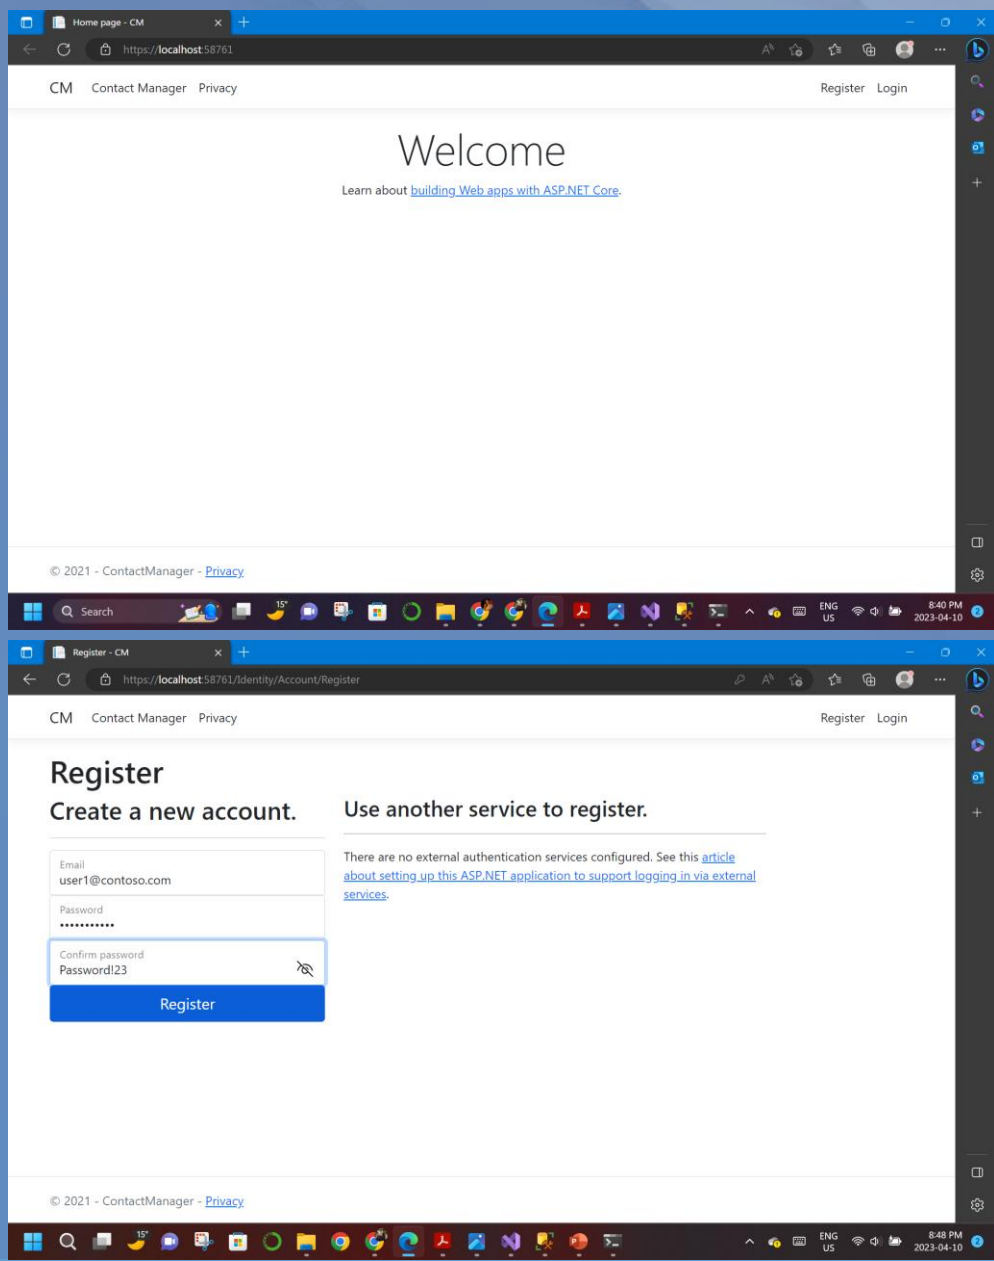 Home page - CM
https://localhost:58761
CM Contact Manager Privacy Register Login
Welcome
Learn about building Web apps with ASP.NET Core.
© 2021 - ContactManager - Privacy
Search
15°
ENG
US
8:40 PM
2023-04-10
2
Register - CM
https://localhost:58761/Identity/Account/Register
CM Contact Manager Privacy Register Login
Register
Create a new account.
Email
user1@contoso.com
Password
•••••••••••
Confirm password
Password!23
Register
Use another service to register.
There are no external authentication services configured. See this article
about setting up this ASP.NET application to support logging in via external
services.
© 2021 - ContactManager - Privacy
15°
ENG
US
8:48 PM
2023-04-10
2